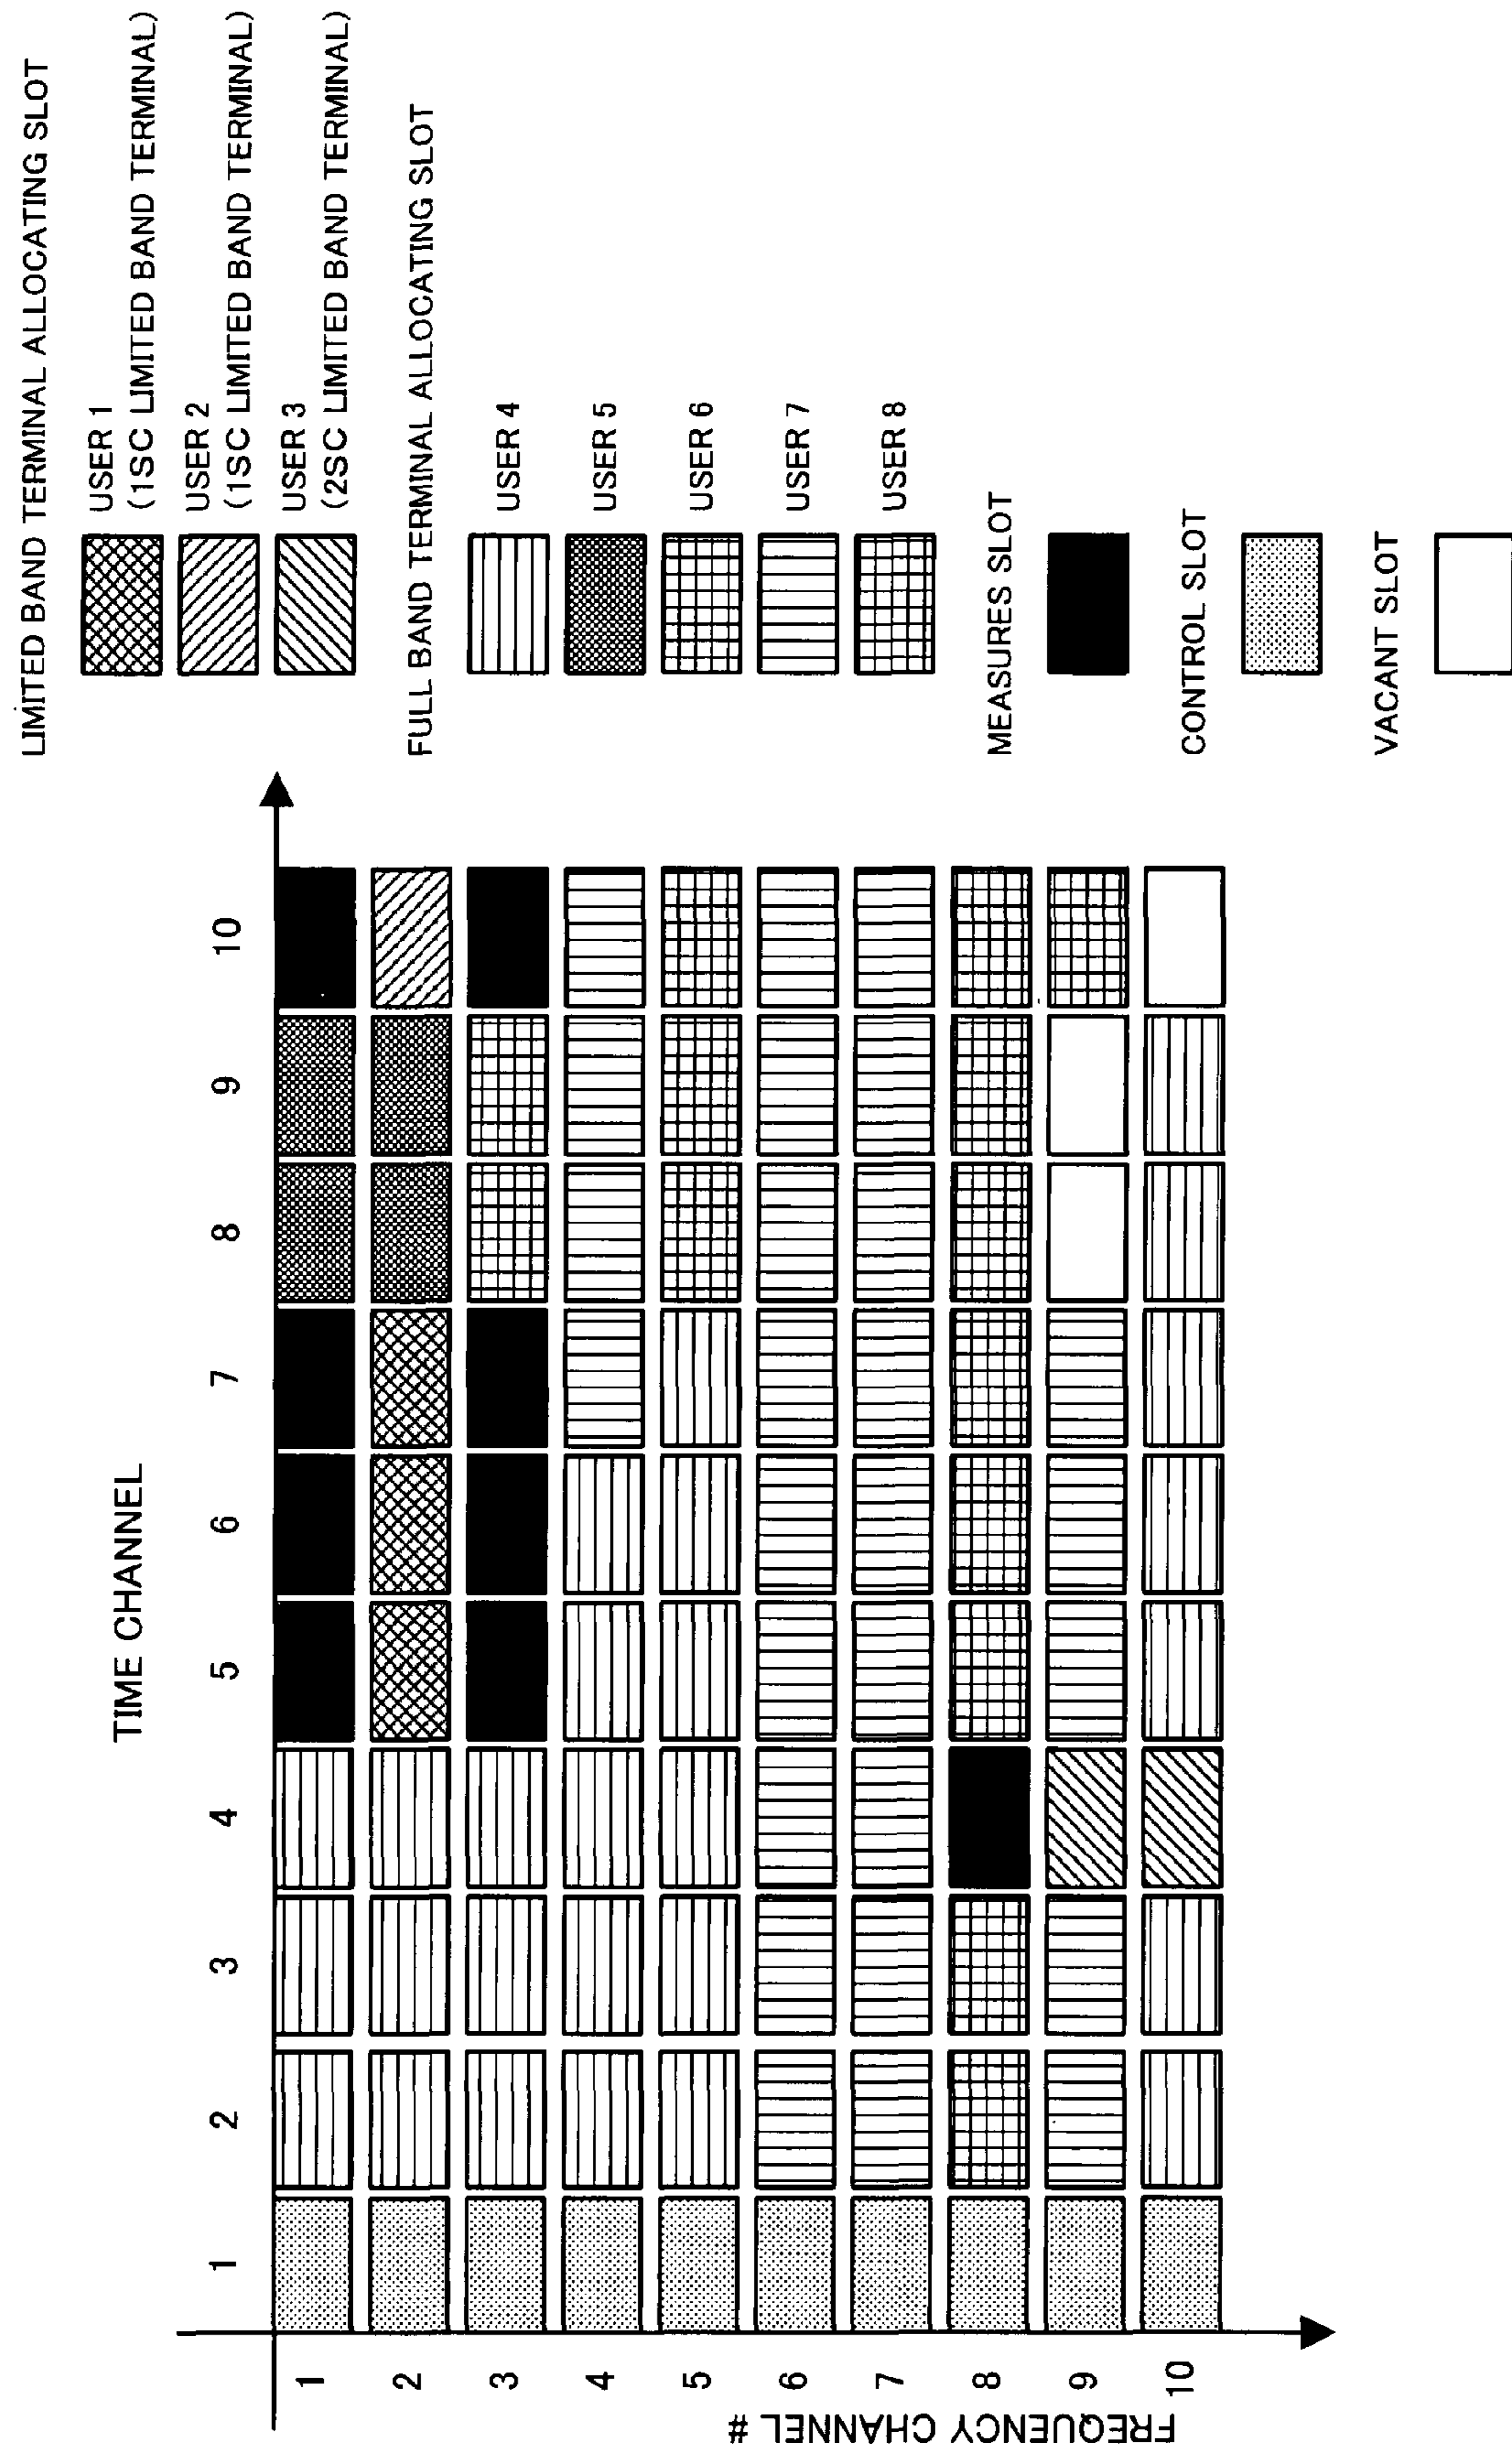 TIME CHANNEL
1 2 3 4 5 6 7 8 9 10
FREQUENCY CHANNEL #
1
2
3
4
5
6
7
8
9
10
LIMITED BAND TERMINAL ALLOCATING SLOT
USER 1
(1SC LIMITED BAND TERMINAL)
USER 2
(1SC LIMITED BAND TERMINAL)
USER 3
(2SC LIMITED BAND TERMINAL)
FULL BAND TERMINAL ALLOCATING SLOT
USER 4
USER 5
USER 6
USER 7
USER 8
MEASURES SLOT
CONTROL SLOT
VACANT SLOT